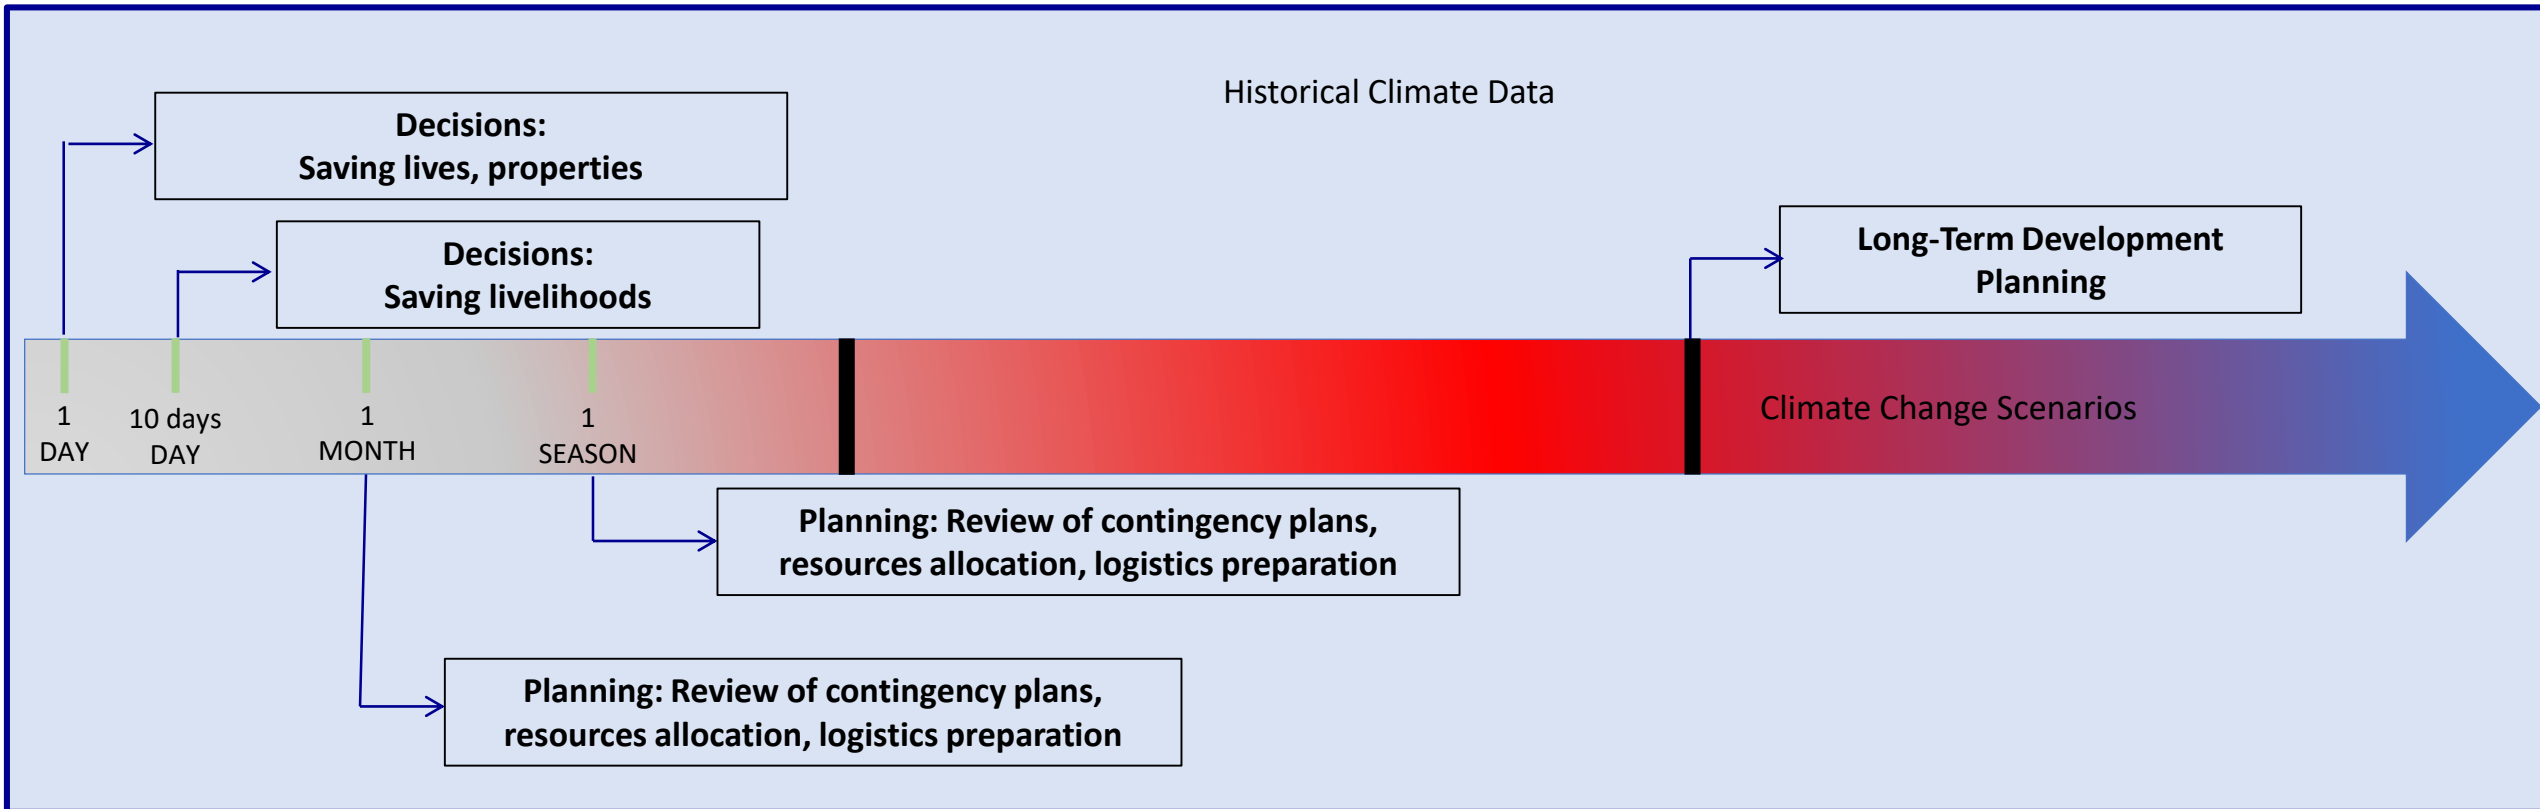 Historical Climate Data
Decisions:
Saving lives, properties
Decisions:
Saving livelihoods
Long-Term Development
Planning
1
DAY
10 days
DAY
1
MONTH
1
SEASON
Climate Change Scenarios
Planning: Review of contingency plans,
resources allocation, logistics preparation
Planning: Review of contingency plans,
resources allocation, logistics preparation